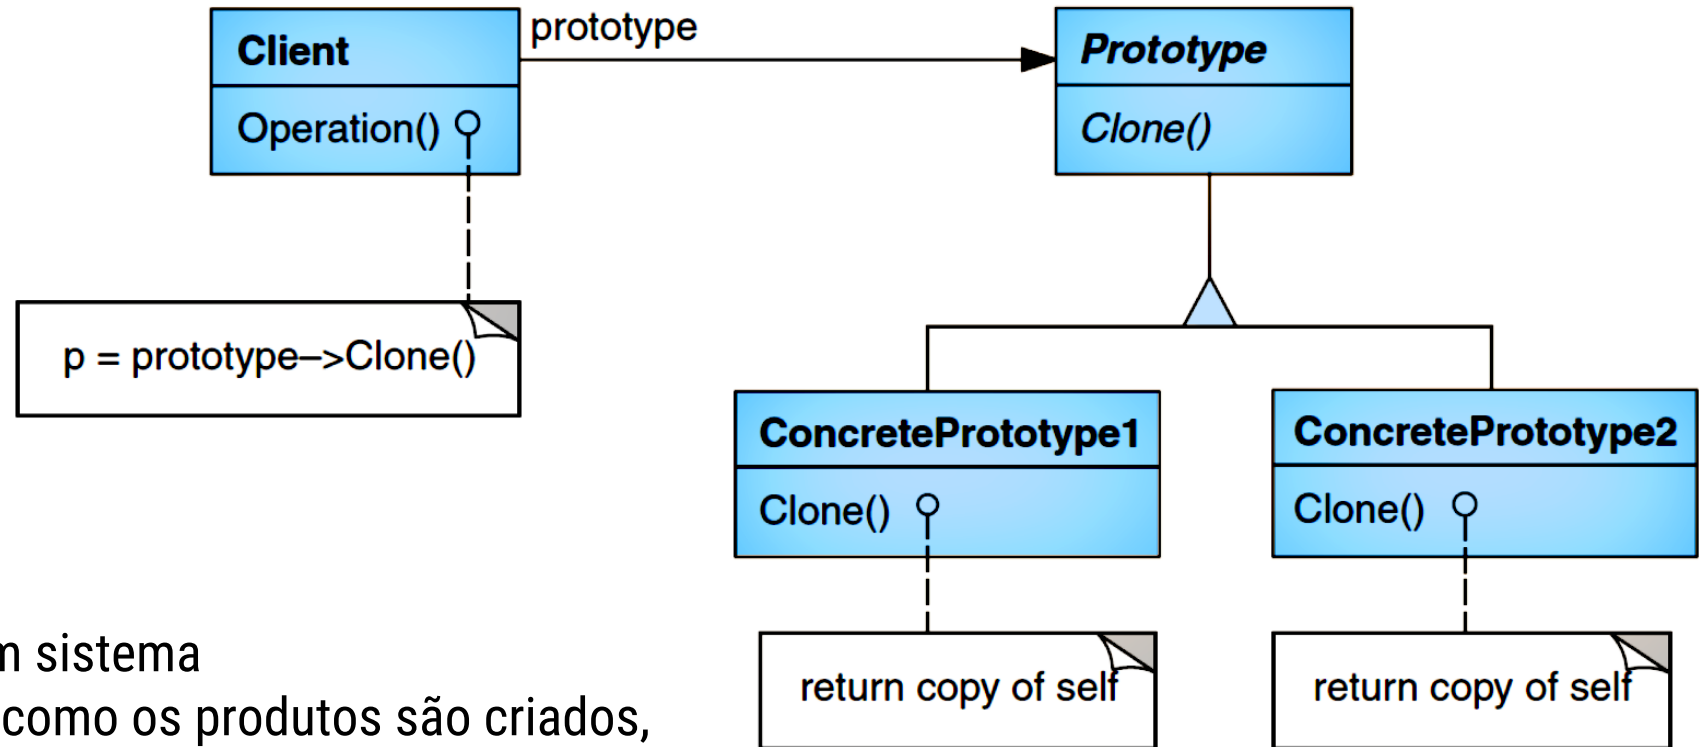 Client
prototype
Prototype
Operation()
Clone()
p = prototype–>Clone()
ConcretePrototype1
ConcretePrototype2
Clone()
Clone()
sistema
como os produtos são criados,
return copy of self
return copy of self